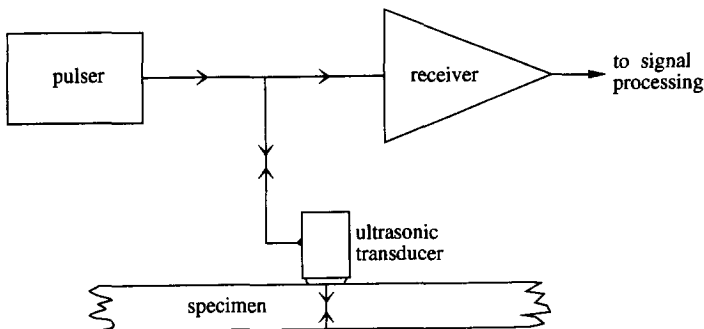 pulser
receiver
to signal
processing
ultrasonic
transducer
specimen